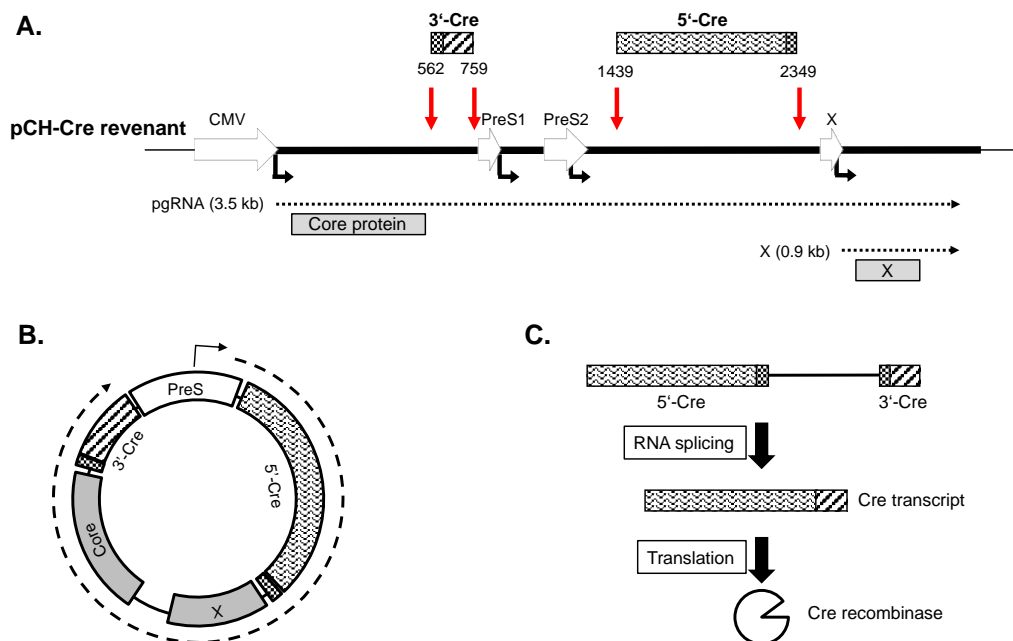 A.
3‘-Cre
5‘-Cre
562
759
1439
2349
pCH-Cre revenant
CMV
PreS1
PreS2
X
pgRNA (3.5 kb)
Core protein
X (0.9 kb)
X
B.
PreS
3’-Cre
5’-Cre
Core
X
C.
5‘-Cre
3‘-Cre
RNA splicing
Cre transcript
Translation
Cre recombinase